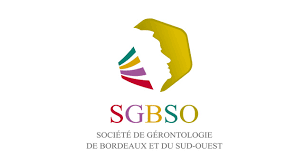 SGBSO
SOCIÉTÉ DE GÉRONTOLOGIE
DE BORDEAUX ET DU SUD-OUEST